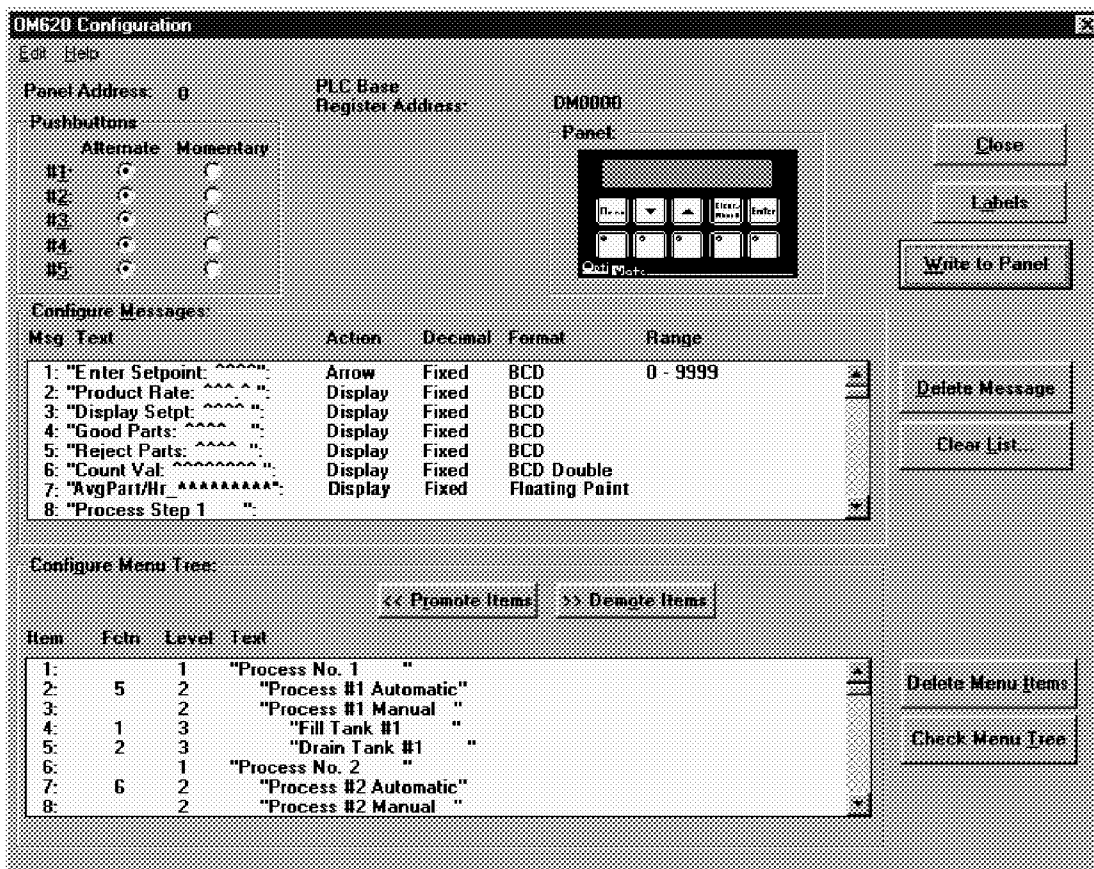 OM620 Configuration
Edit Help
Panel Address: 0
PLC Base
Register Address: DM0000
Pushbuttons
Alternate Momentary
#1:
#2:
#3:
#4:
#5:
Panel:
Menu Clear/Abort Enter
Opti Mate
Close
Labels
Write to Panel
Configure Messages:
Msg Text Action Decimal Format Range
1: "Enter Setpoint: ^^^^": Arrow Fixed BCD 0 - 9999
2: "Product Rate: ^^^.^ ": Display Fixed BCD
3: "Display Setpt: ^^^^ ": Display Fixed BCD
4: "Good Parts: ^^^^ ": Display Fixed BCD
5: "Reject Parts: ^^^^ ": Display Fixed BCD
6: "Count Val: ^^^^^^^^ ": Display Fixed BCD Double
7: "AvgPart/Hr_^^^^^^^^^": Display Fixed Floating Point
8: "Process Step 1 ":
Delete Message
Clear List...
Configure Menu Tree:
<< Promote Items >> Demote Items
Item Fctn Level Text
1: 1 "Process No. 1 "
2: 5 2 "Process #1 Automatic"
3: 2 "Process #1 Manual "
4: 1 3 "Fill Tank #1 "
5: 2 3 "Drain Tank #1 "
6: 1 "Process No. 2 "
7: 6 2 "Process #2 Automatic"
8: 2 "Process #2 Manual "
Delete Menu Items
Check Menu Tree